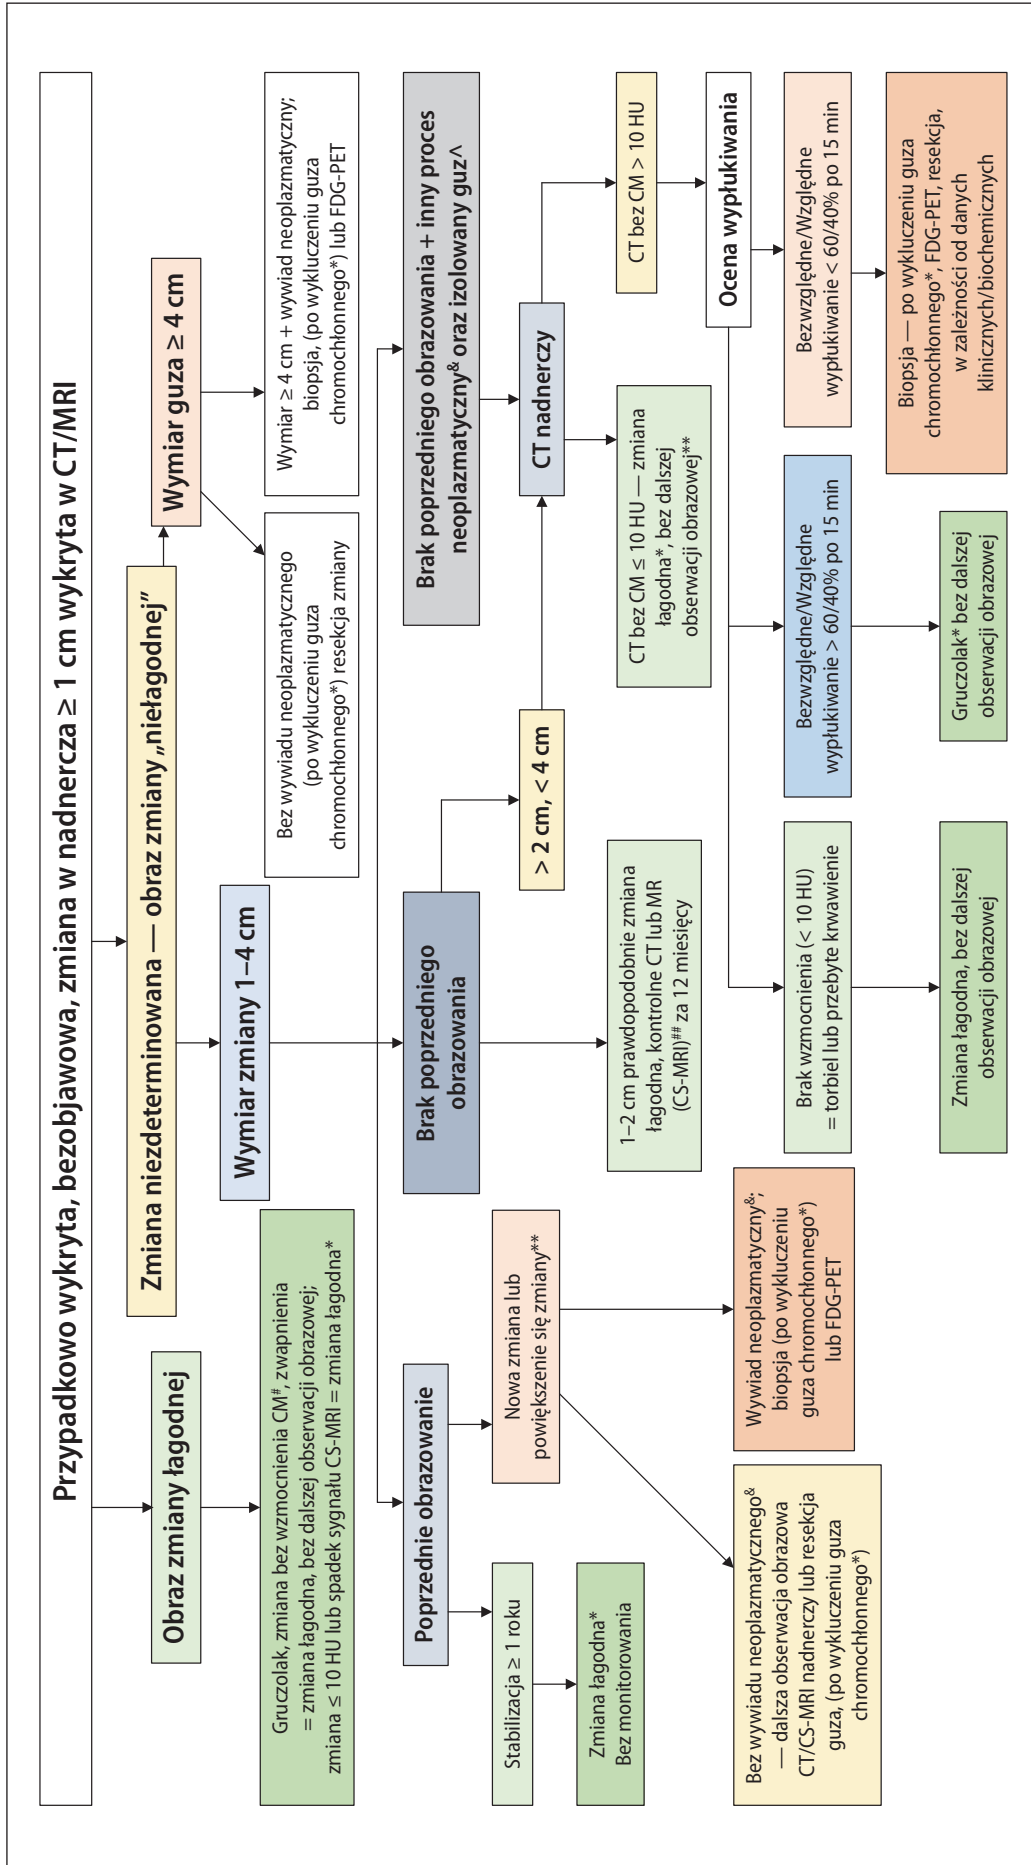 Przypadkowo wykryta, bezobjawowa, zmiana w nadnercza ≥ 1 cm wykryta w CT/MRI
Obraz zmiany łagodnej
Zmiana niezdeterminowana — obraz zmiany „niełagodnej”
Gruczolak, zmiana bez wzmocnienia CM#, zwapnienia
= zmiana łagodna, bez dalszej obserwacji obrazowej;
zmiana ≤ 10 HU lub spadek sygnału CS-MRI = zmiana łagodna*
Wymiar zmiany 1–4 cm
Wymiar guza ≥ 4 cm
Bez wywiadu neoplazmatycznego
(po wykluczeniu guza
chromochłonnego*) resekcja zmiany
Wymiar ≥ 4 cm + wywiad neoplazmatyczny;
biopsja, (po wykluczeniu guza
chromochłonnego*) lub FDG-PET
Poprzednie obrazowanie
Brak poprzedniego
obrazowania
Brak poprzedniego obrazowania + inny proces
neoplazmatyczny& oraz izolowany guz^
Stabilizacja ≥ 1 roku
Nowa zmiana lub
powiększenie się zmiany**
> 2 cm, < 4 cm
CT nadnerczy
Zmiana łagodna*
Bez monitorowania
1–2 cm prawdopodobnie zmiana
łagodna, kontrolne CT lub MR
(CS-MRI)## za 12 miesięcy
CT bez CM ≤ 10 HU — zmiana
łagodna*, bez dalszej
obserwacji obrazowej**
CT bez CM > 10 HU
Ocena wypłukiwania
Bez wywiadu neoplazmatycznego&
— dalsza obserwacja obrazowa
CT/CS-MRI nadnerczy lub resekcja
guza, (po wykluczeniu guza
chromochłonnego*)
Wywiad neoplazmatyczny&;
biopsja (po wykluczeniu
guza chromochłonnego*)
lub FDG-PET
Brak wzmocnienia (< 10 HU)
= torbiel lub przebyte krwawienie
Bezwzględne/Względne
wypłukiwanie > 60/40% po 15 min
Bezwzględne/Względne
wypłukiwanie < 60/40% po 15 min
Zmiana łagodna, bez dalszej
obserwacji obrazowej
Gruczolak* bez dalszej
obserwacji obrazowej
Biopsja — po wykluczeniu guza
chromochłonnego*, FDG-PET, resekcja,
w zależności od danych
klinicznych/biochemicznych